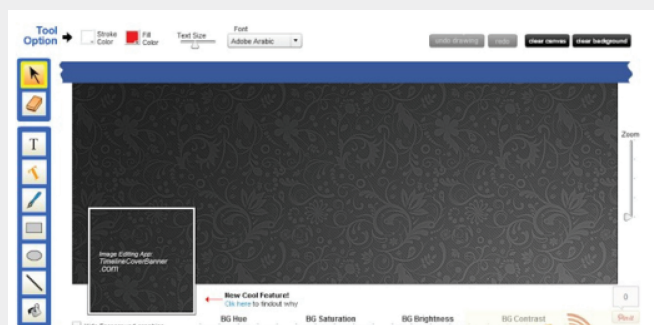 Tool
Option
Stroke
Color
Fill
Color
Text Size
Font
Adobe Arabic
undo drawing
redo
clear canvas
clear background
T
T
Zoom
Image Editing App:
TimelineCoverBanner
.com
New Cool Feature!
Clik here to findout why
0
BG Hue
BG Saturation
BG Brightness
BG Contrast